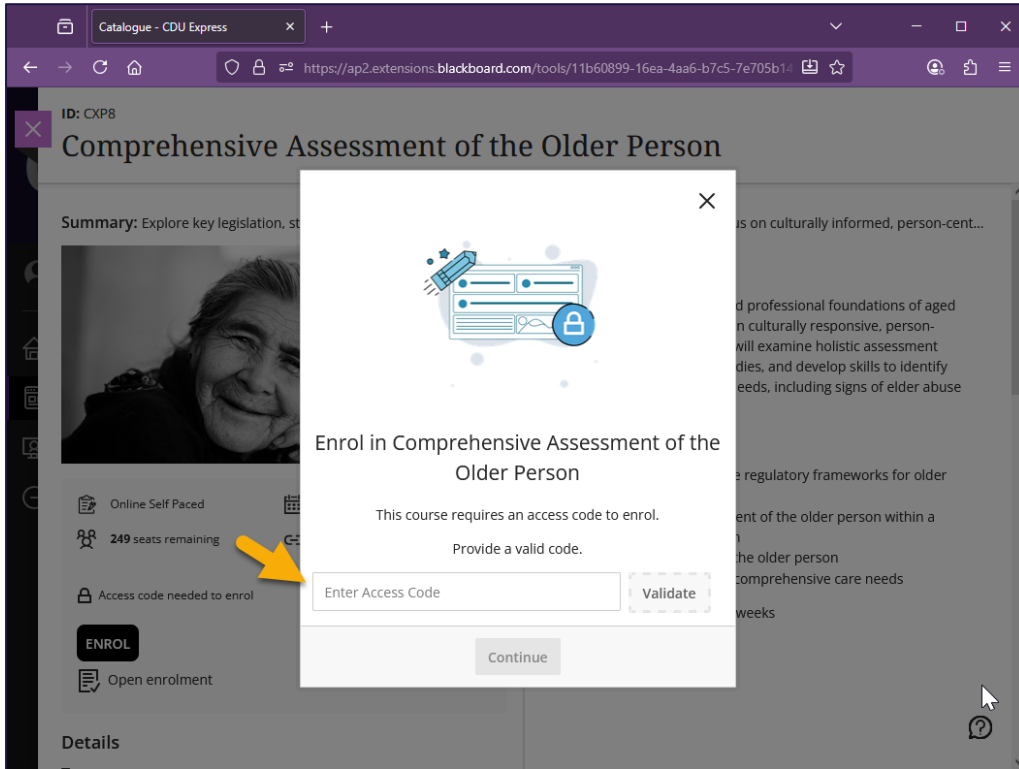 Catalogue - CDU Express
https://ap2.extensions.blackboard.com/tools/11b60899-16ea-4aa6-b7c5-7e705b14
ID: CXP8
Comprehensive Assessment of the Older Person
Summary: Explore key legislation, st
us on culturally informed, person-cent...
d professional foundations of aged
n culturally responsive, person-
will examine holistic assessment
dies, and develop skills to identify
eeds, including signs of elder abuse
e regulatory frameworks for older
ent of the older person within a
n
he older person
comprehensive care needs
weeks
Enrol in Comprehensive Assessment of the
Older Person
This course requires an access code to enrol.
Provide a valid code.
Enter Access Code
Validate
Continue
Online Self Paced
249 seats remaining
Access code needed to enrol
ENROL
Open enrolment
Details